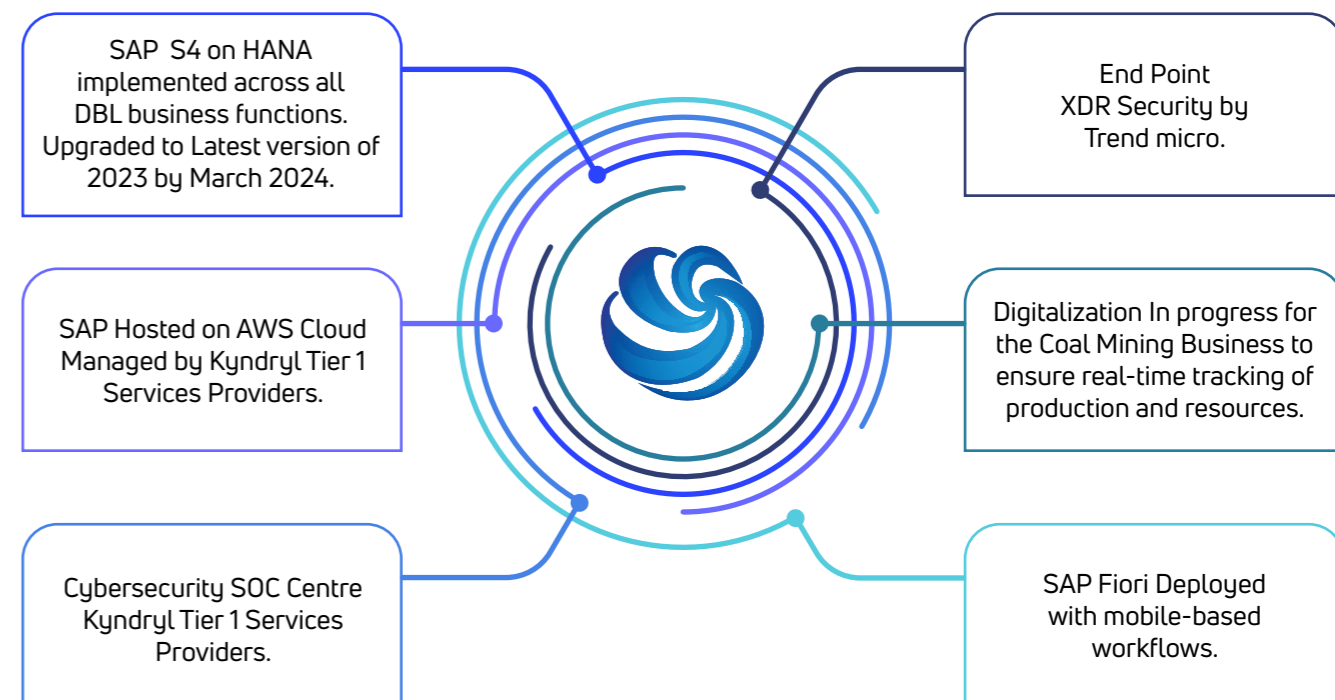 SAP S4 on HANA
implemented across all
DBL business functions.
Upgraded to Latest version of
2023 by March 2024.
SAP Hosted on AWS Cloud
Managed by Kyndryl Tier 1
Services Providers.
Cybersecurity SOC Centre
Kyndryl Tier 1 Services
Providers.
End Point
XDR Security by
Trend micro.
Digitalization In progress for
the Coal Mining Business to
ensure real-time tracking of
production and resources.
SAP Fiori Deployed
with mobile-based
workflows.